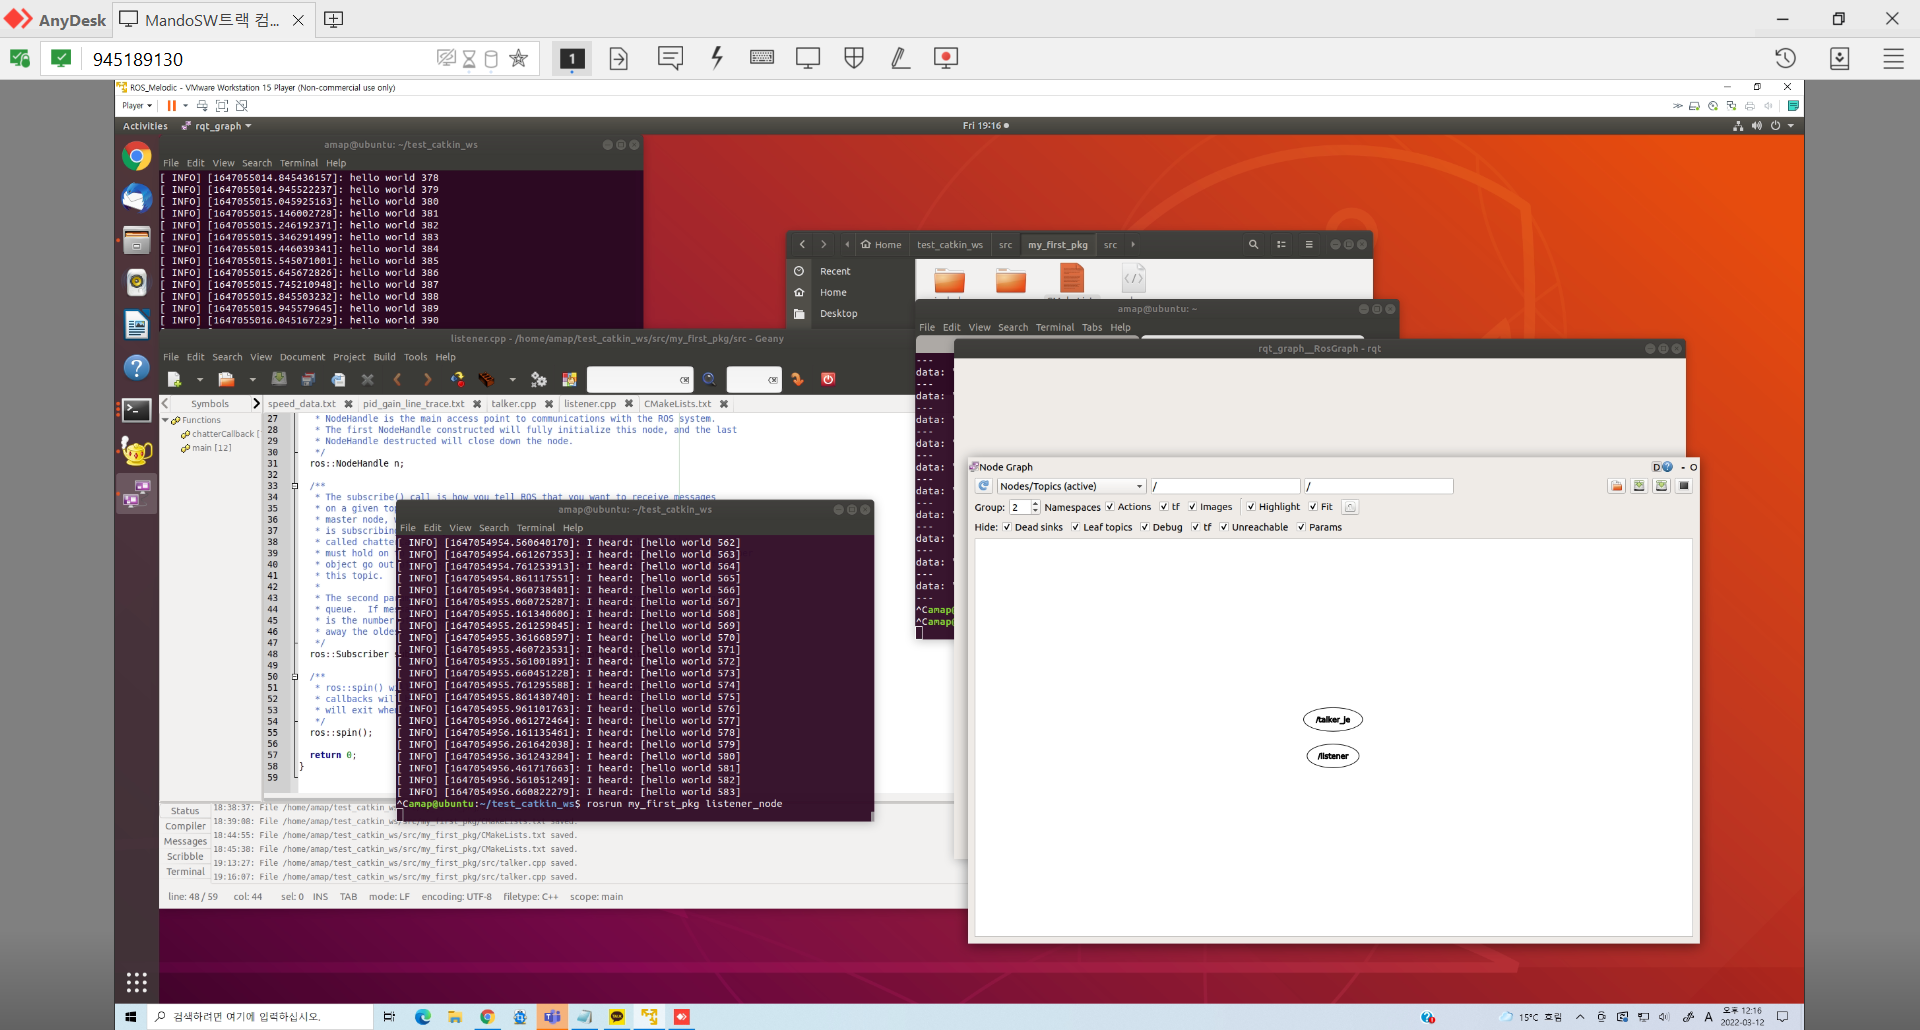 AnyDesk
MandoSW트랙 컴...
945189130
1
ROS_Melodic - VMware Workstation 15 Player (Non-commercial use only)
Player
Activities
rqt_graph
Fri 19:16
amap@ubuntu: ~/test_catkin_ws
File Edit View Search Terminal Help
[ INFO] [1647055014.845436157]: hello world 378
[ INFO] [1647055014.945522237]: hello world 379
[ INFO] [1647055015.045925163]: hello world 380
[ INFO] [1647055015.146002728]: hello world 381
[ INFO] [1647055015.246192371]: hello world 382
[ INFO] [1647055015.346291499]: hello world 383
[ INFO] [1647055015.446039341]: hello world 384
[ INFO] [1647055015.545071001]: hello world 385
[ INFO] [1647055015.645672826]: hello world 386
[ INFO] [1647055015.745210948]: hello world 387
[ INFO] [1647055015.845503232]: hello world 388
[ INFO] [1647055015.945579645]: hello world 389
[ INFO] [1647055016.045167229]: hello world 390
Home test_catkin_ws src my_first_pkg src
Recent
Home
Desktop
amap@ubuntu: ~
File Edit View Search Terminal Tabs Help
---
data: '
---
data: '
---
data: '
---
data: '
---
data: '
---
data: '
---
data: '
---
data: '
---
data: '
---
data: '
---
^Camap@
^Camap@
listener.cpp - /home/amap/test_catkin_ws/src/my_first_pkg/src - Geany
File Edit Search View Document Project Build Tools Help
Symbols
speed_data.txt
pid_gain_line_trace.txt
talker.cpp
listener.cpp
CMakeLists.txt
Functions
chatterCallback [
main [12]
27 * NodeHandle is the main access point to communications with the ROS system.
28 * The first NodeHandle constructed will fully initialize this node, and the last
29 * NodeHandle destructed will close down the node.
30 */
31 ros::NodeHandle n;
32
33 /**
34 * The subscribe() call is how you tell ROS that you want to receive messages
35 * on a given to
36 * master node,
37 * is subscribin
38 * called chatte
39 * must hold on
40 * object go out
41 * this topic.
42 *
43 * The second pa
44 * queue. If me
45 * is the number
46 * away the olde
47 */
48 ros::Subscriber
49
50 /**
51 * ros::spin() w
52 * callbacks wil
53 * will exit whe
54 */
55 ros::spin();
56
57 return 0;
58 }
59
amap@ubuntu: ~/test_catkin_ws
File Edit View Search Terminal Help
[ INFO] [1647054954.560640170]: I heard: [hello world 562]
[ INFO] [1647054954.661267353]: I heard: [hello world 563]
[ INFO] [1647054954.761253913]: I heard: [hello world 564]
[ INFO] [1647054954.861117551]: I heard: [hello world 565]
[ INFO] [1647054954.960738401]: I heard: [hello world 566]
[ INFO] [1647054955.060725287]: I heard: [hello world 567]
[ INFO] [1647054955.161340606]: I heard: [hello world 568]
[ INFO] [1647054955.261259845]: I heard: [hello world 569]
[ INFO] [1647054955.361668597]: I heard: [hello world 570]
[ INFO] [1647054955.460723531]: I heard: [hello world 571]
[ INFO] [1647054955.561001891]: I heard: [hello world 572]
[ INFO] [1647054955.660451228]: I heard: [hello world 573]
[ INFO] [1647054955.761295588]: I heard: [hello world 574]
[ INFO] [1647054955.861430740]: I heard: [hello world 575]
[ INFO] [1647054955.961101763]: I heard: [hello world 576]
[ INFO] [1647054956.061272464]: I heard: [hello world 577]
[ INFO] [1647054956.161135461]: I heard: [hello world 578]
[ INFO] [1647054956.261642038]: I heard: [hello world 579]
[ INFO] [1647054956.361243284]: I heard: [hello world 580]
[ INFO] [1647054956.461717663]: I heard: [hello world 581]
[ INFO] [1647054956.561051249]: I heard: [hello world 582]
[ INFO] [1647054956.660822279]: I heard: [hello world 583]
^Camap@ubuntu:~/test_catkin_ws$ rosrun my_first_pkg listener_node
Status
Compiler
Messages
Scribble
Terminal
18:38:37: File /home/amap/test_catkin_w
18:39:08: File /home/amap/test_catkin_ws/src/my_first_pkg/CMakeLists.txt saved.
18:44:55: File /home/amap/test_catkin_ws/src/my_first_pkg/CMakeLists.txt saved.
18:45:38: File /home/amap/test_catkin_ws/src/my_first_pkg/CMakeLists.txt saved.
19:13:27: File /home/amap/test_catkin_ws/src/my_first_pkg/src/talker.cpp saved.
19:16:07: File /home/amap/test_catkin_ws/src/my_first_pkg/src/talker.cpp saved.
line: 48 / 59 col: 44 sel: 0 INS TAB mode: LF encoding: UTF-8 filetype: C++ scope: main
rqt_graph__RosGraph - rqt
Node Graph
D - O
Nodes/Topics (active) / /
Group: 2 Namespaces Actions tf Images Highlight Fit
Hide: Dead sinks Leaf topics Debug tf Unreachable Params
/talker_je
/listener
검색하려면 여기에 입력하십시오.
15°C 흐림
A
오후 12:16
2022-03-12